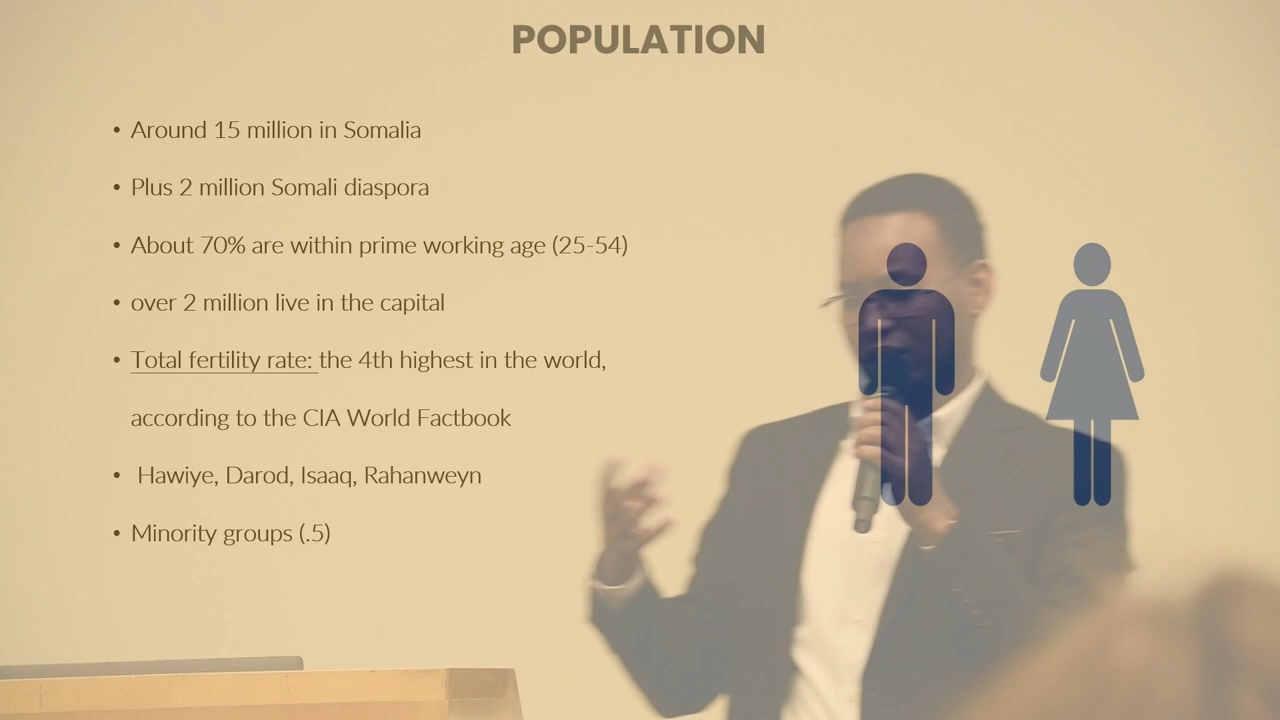 POPULATION
• Around 15 million in Somalia
• Plus 2 million Somali diaspora
• About 70% are within prime working age (25-54)
• over 2 million live in the capital
• Total fertility rate: the 4th highest in the world,
according to the CIA World Factbook
• Hawiye, Darod, Isaaq, Rahanweyn
• Minority groups (.5)